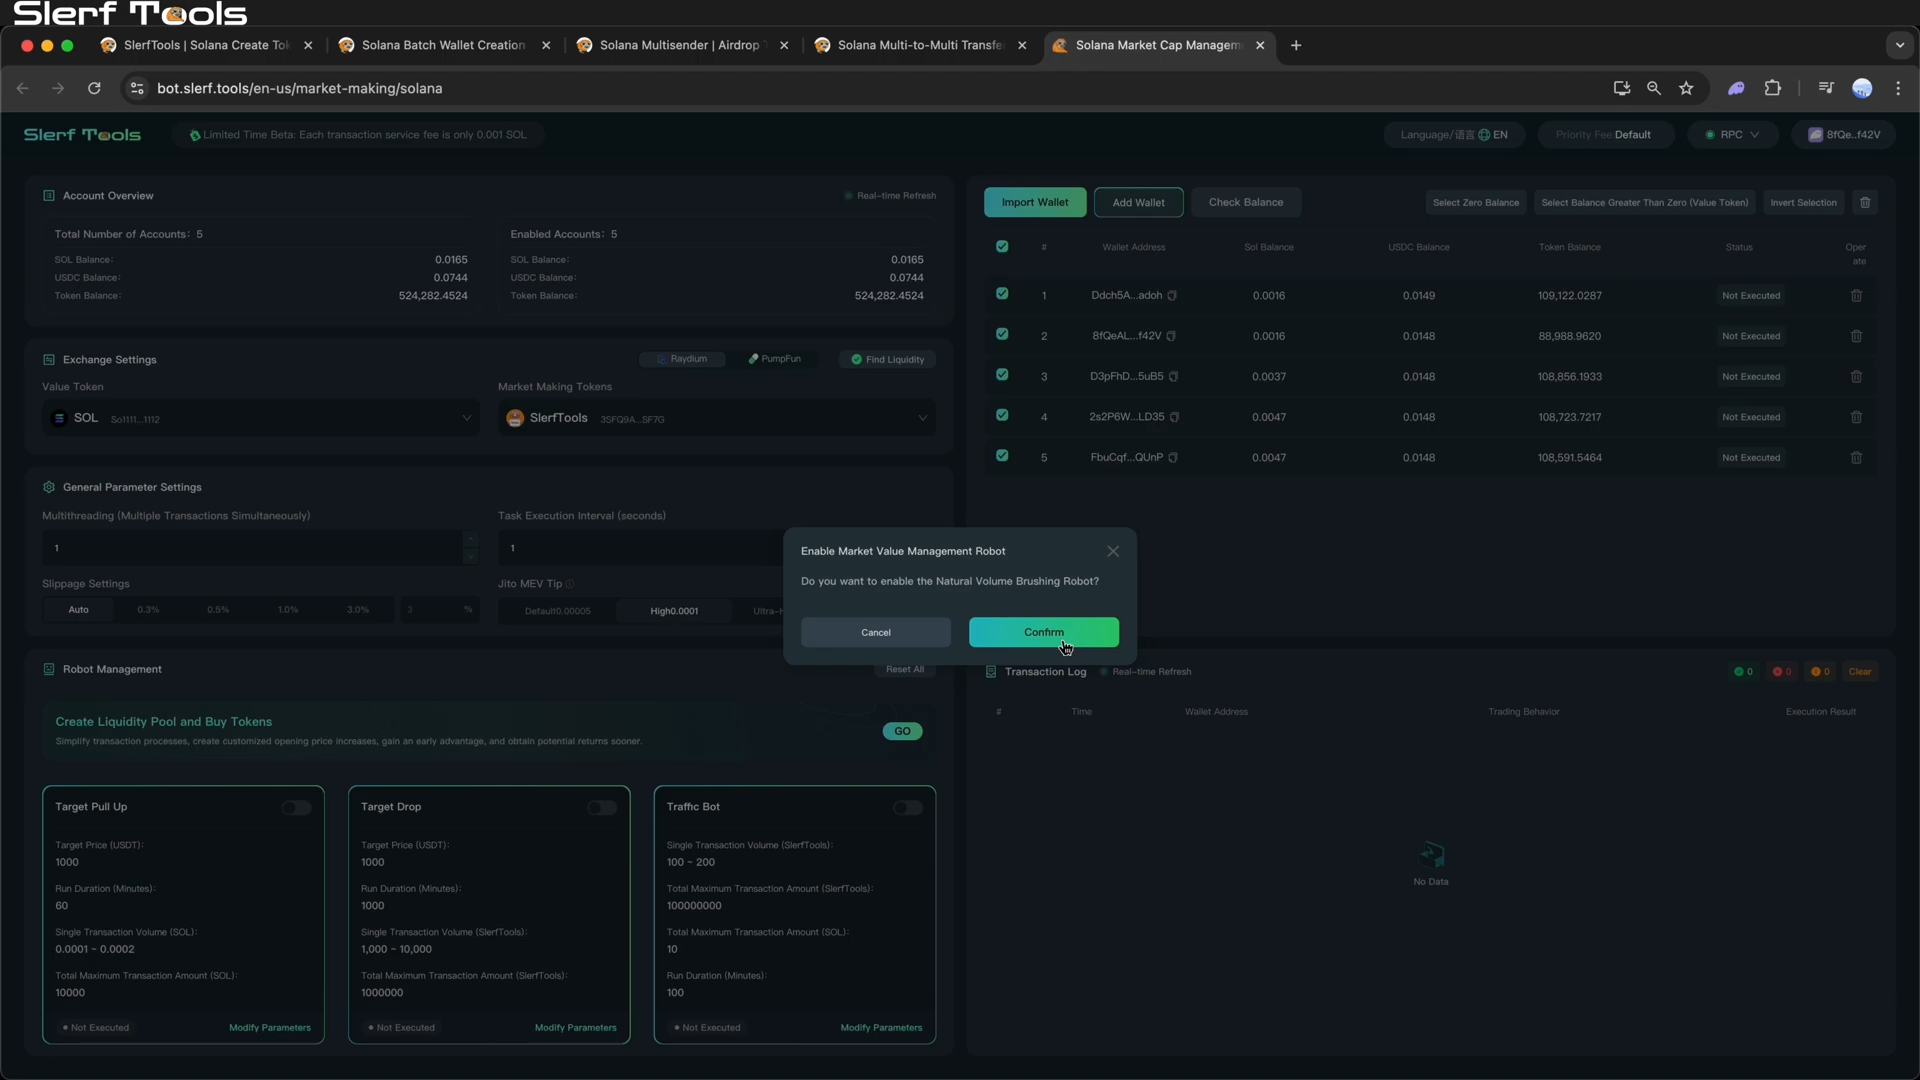 Slerf Tools
SlerfTools | Solana Create Tok
Solana Batch Wallet Creation
Solana Multisender | Airdrop T
Solana Multi-to-Multi Transfe
Solana Market Cap Managem
bot.slerf.tools/en-us/market-making/solana
Slerf Tools
Limited Time Beta: Each transaction service fee is only 0.001 SOL
Language/语言 EN
Priority Fee Default
RPC
8fQe..f42V
Account Overview
Real-time Refresh
Total Number of Accounts: 5
SOL Balance: 0.0165
USDC Balance: 0.0744
Token Balance: 524,282.4524
Enabled Accounts: 5
SOL Balance: 0.0165
USDC Balance: 0.0744
Token Balance: 524,282.4524
Exchange Settings
Raydium
PumpFun
Find Liquidity
Value Token
SOL So1111...1112
Market Making Tokens
SlerfTools 3SFQ9A...SF7G
General Parameter Settings
Multithreading (Multiple Transactions Simultaneously)
1
Task Execution Interval (seconds)
1
Slippage Settings
Auto 0.3% 0.5% 1.0% 3.0% 3 %
Jito MEV Tip
Default0.00005 High0.0001 Ultra-H
Robot Management
Reset All
Create Liquidity Pool and Buy Tokens
Simplify transaction processes, create customized opening price increases, gain an early advantage, and obtain potential returns sooner.
GO
Target Pull Up
Target Price (USDT):
1000
Run Duration (Minutes):
60
Single Transaction Volume (SOL):
0.0001 ~ 0.0002
Total Maximum Transaction Amount (SOL):
10000
Not Executed
Modify Parameters
Target Drop
Target Price (USDT):
1000
Run Duration (Minutes):
1000
Single Transaction Volume (SlerfTools):
1,000 ~ 10,000
Total Maximum Transaction Amount (SlerfTools):
1000000
Not Executed
Modify Parameters
Traffic Bot
Single Transaction Volume (SlerfTools):
100 ~ 200
Total Maximum Transaction Amount (SlerfTools):
100000000
Total Maximum Transaction Amount (SOL):
10
Run Duration (Minutes):
100
Not Executed
Modify Parameters
Import Wallet
Add Wallet
Check Balance
Select Zero Balance
Select Balance Greater Than Zero (Value Token)
Invert Selection
# Wallet Address Sol Balance USDC Balance Token Balance Status Oper
ate
1 Ddch5A...adoh 0.0016 0.0149 109,122.0287 Not Executed
2 8fQeAL...f42V 0.0016 0.0148 88,988.9620 Not Executed
3 D3pFhD...5uB5 0.0037 0.0148 108,856.1933 Not Executed
4 2s2P6W...LD35 0.0047 0.0148 108,723.7217 Not Executed
5 FbuCqf...QUnP 0.0047 0.0148 108,591.5464 Not Executed
Enable Market Value Management Robot
Do you want to enable the Natural Volume Brushing Robot?
Cancel
Confirm
Transaction Log
Real-time Refresh
0
0
0
Clear
# Time Wallet Address Trading Behavior Execution Result
No Data